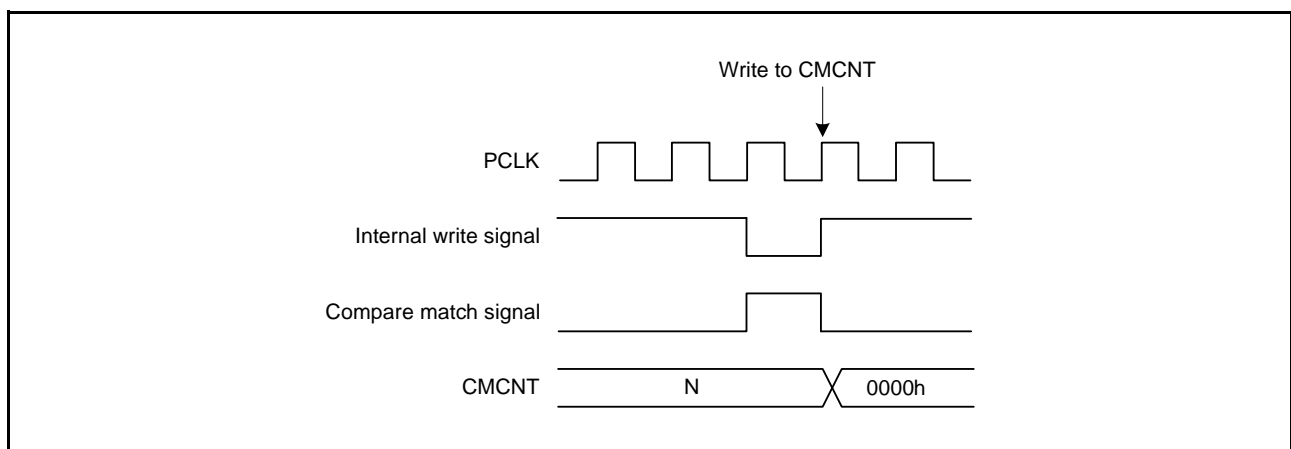 Write to CMCNT
PCLK
Internal write signal
Compare match signal
CMCNT
N
0000h